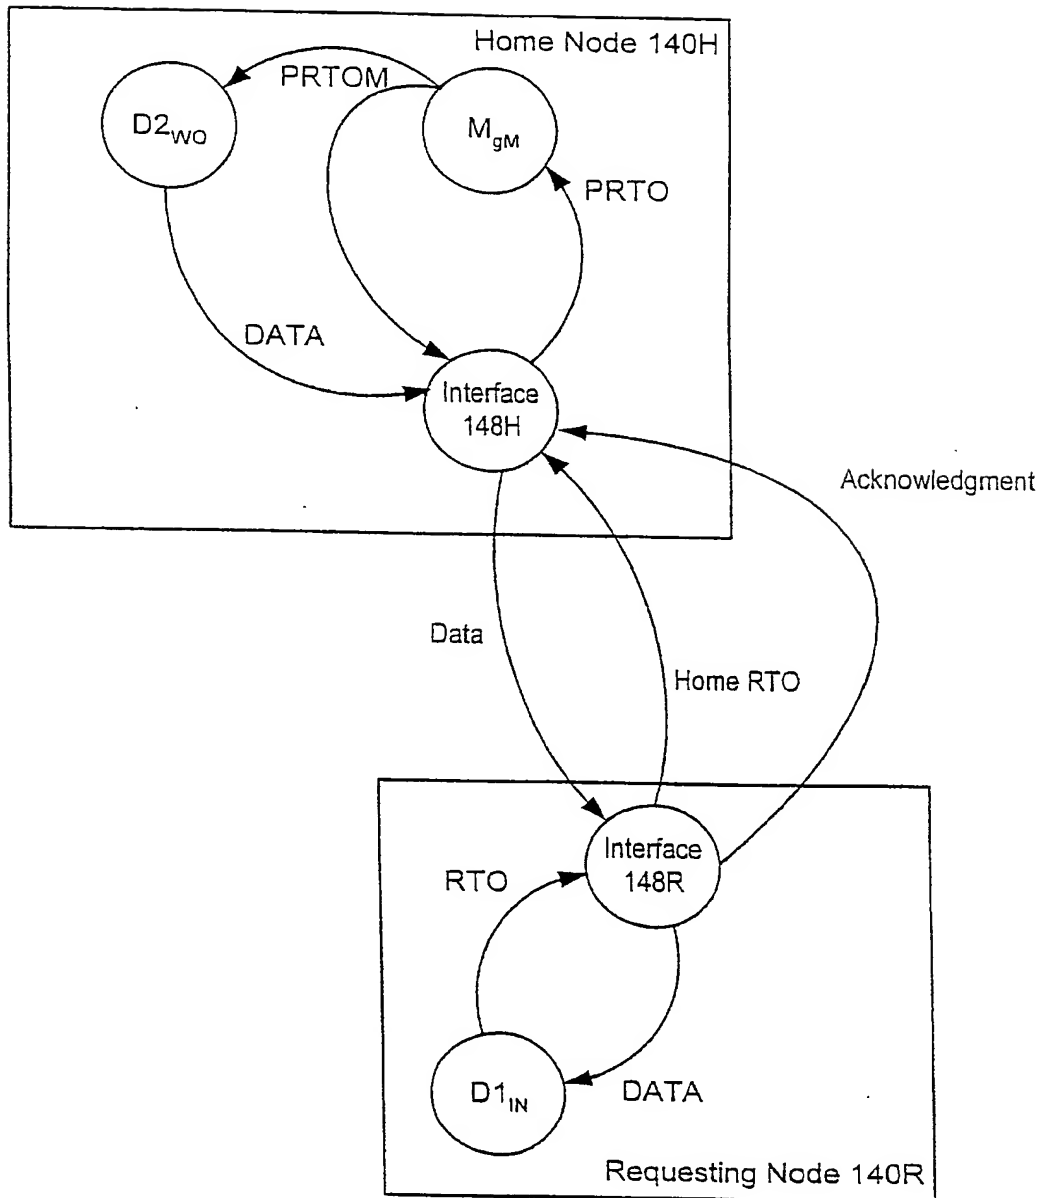 Home Node 140H
PRTOM
D2WO
MgM
PRTO
DATA
Interface
148H
Acknowledgment
Data
Home RTO
Interface
148R
RTO
D1IN
DATA
Requesting Node 140R